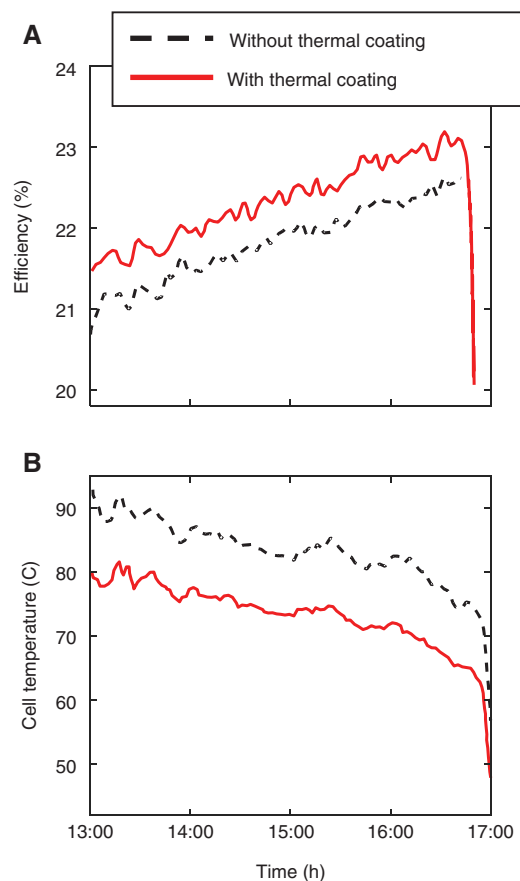 A
Without thermal coating
With thermal coating
24
23
22
21
20
Efficiency (%)
B
90
80
70
60
50
Cell temperature (C)
13:00 14:00 15:00 16:00 17:00
Time (h)